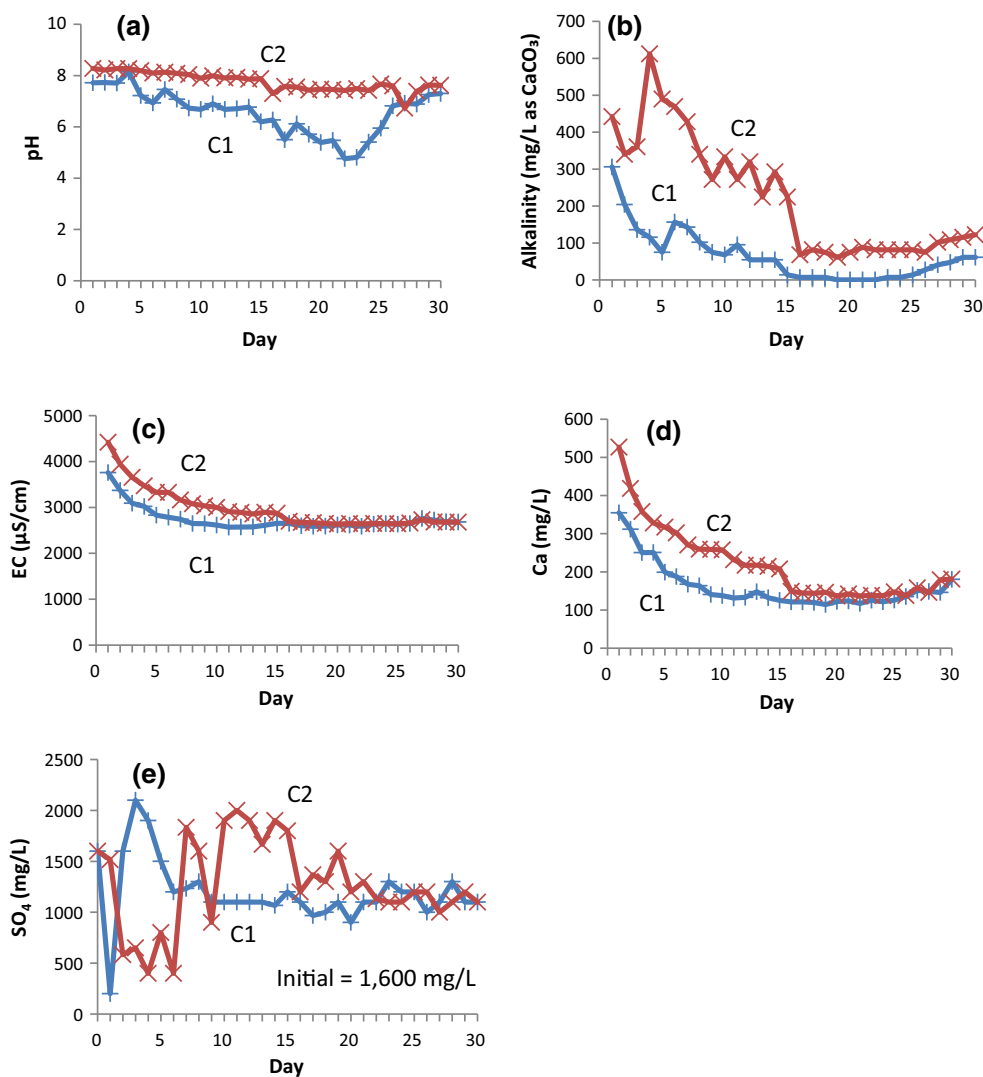 (a)
10
8
6
4
2
0
pH
C2
C1
0 5 10 15 20 25 30
Day
(b)
700
600
500
400
300
200
100
0
Alkalinity (mg/L as CaCO₃)
C2
C1
0 5 10 15 20 25 30
Day
(c)
5000
4000
3000
2000
1000
0
EC (µS/cm)
C2
C1
0 5 10 15 20 25 30
Day
(d)
600
500
400
300
200
100
0
Ca (mg/L)
C2
C1
0 5 10 15 20 25 30
Day
(e)
2500
2000
1500
1000
500
0
SO₄ (mg/L)
C2
C1
Initial = 1,600 mg/L
0 5 10 15 20 25 30
Day